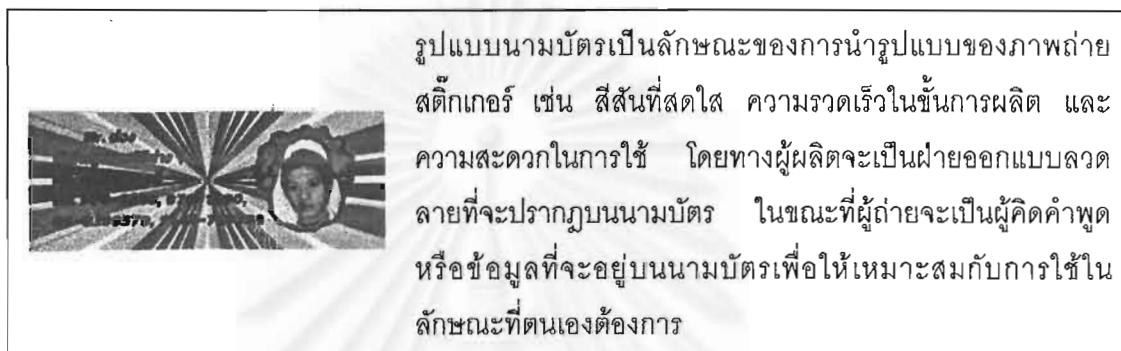 รูปแบบนามบัตรเป็นลักษณะของการนำรูปแบบของภาพถ่าย
สติ๊กเกอร์ เช่น สีสันที่สดใส ความรวดเร็วในขั้นการผลิต และ
ความสะดวกในการใช้ โดยทางผู้ผลิตจะเป็นฝ่ายออกแบบลวด
ลายที่จะปรากฏบนนามบัตร ในขณะที่ผู้ถ่ายจะเป็นผู้คิดคำพูด
หรือข้อมูลที่จะอยู่บนนามบัตรเพื่อให้เหมาะสมกับการใช้ใน
ลักษณะที่ตนเองต้องการ